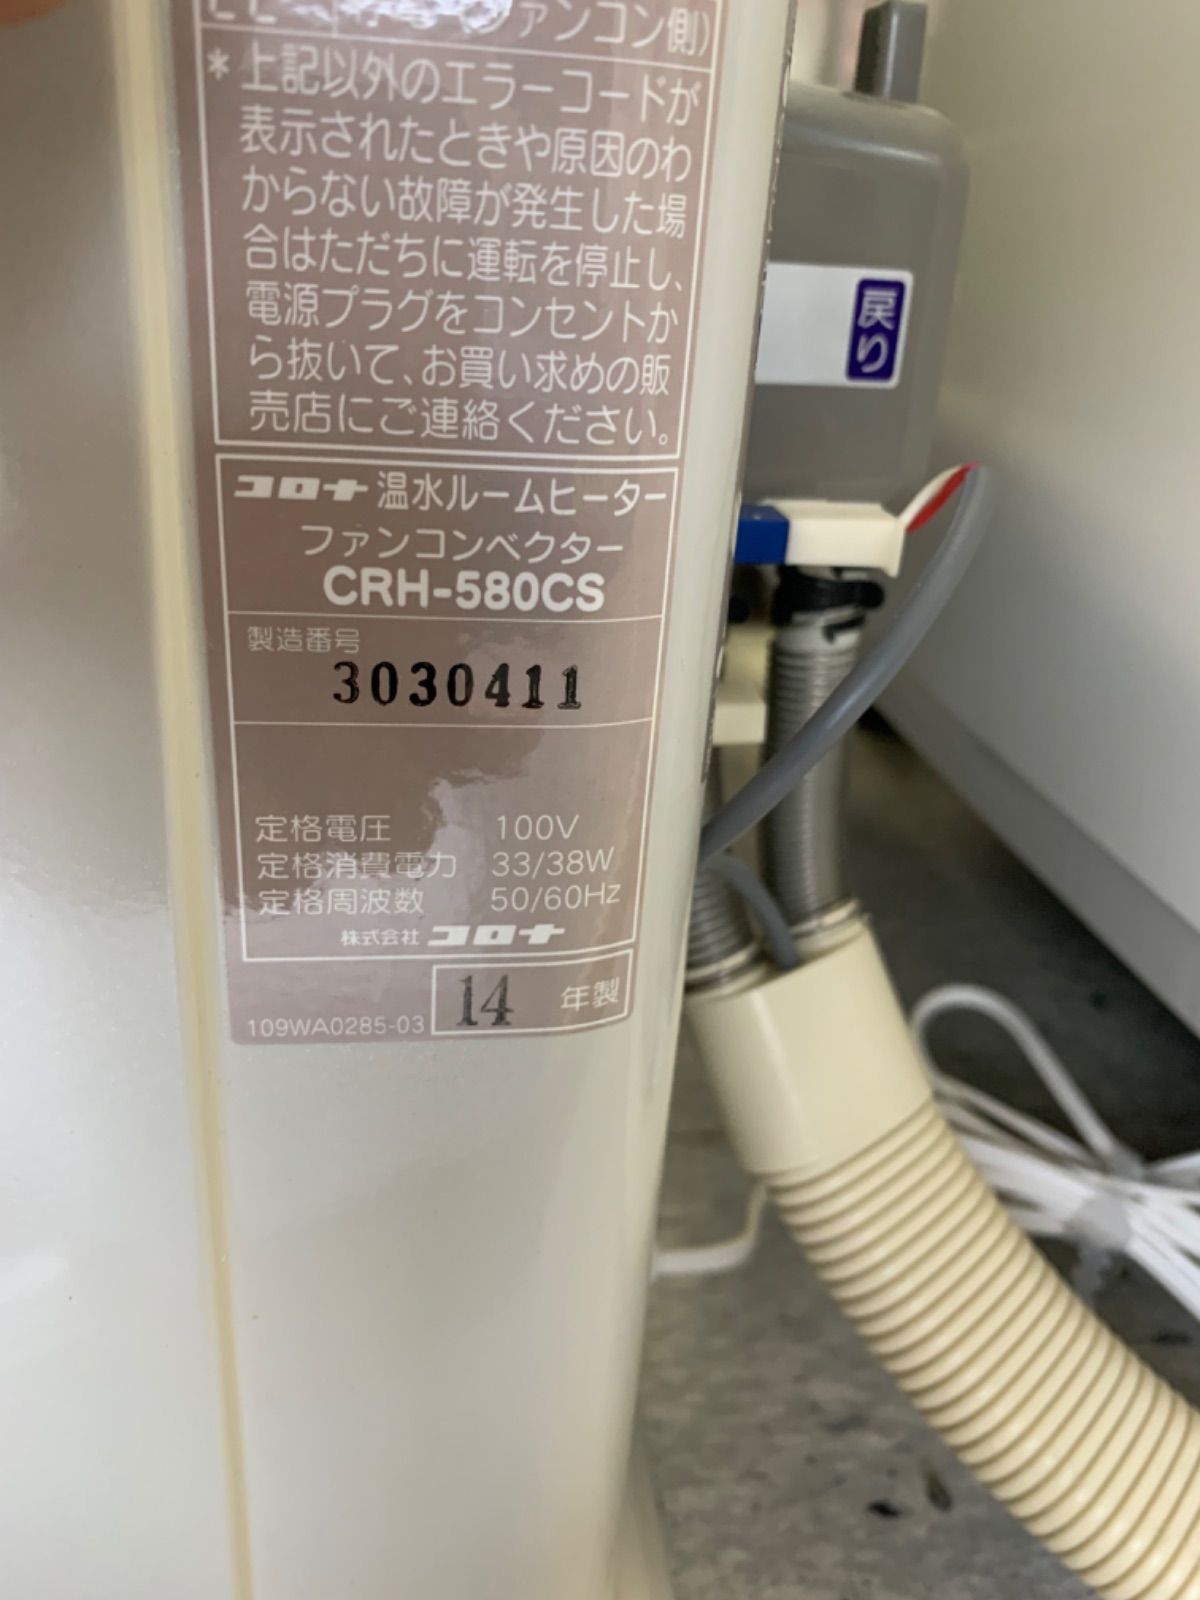 ファンコン側)
*上記以外のエラーコードが
表示されたときや原因のわ
からない故障が発生した場
合はただちに運転を停止し、
電源プラグをコンセントか
ら抜いて、お買い求めの販
売店にご連絡ください。
コロナ 温水ルームヒーター
ファンコンベクター
CRH-580CS
製造番号
3030411
定格電圧 100V
定格消費電力 33/38W
定格周波数 50/60Hz
株式会社 コロナ
109WA0285-03 14 年製
戻り